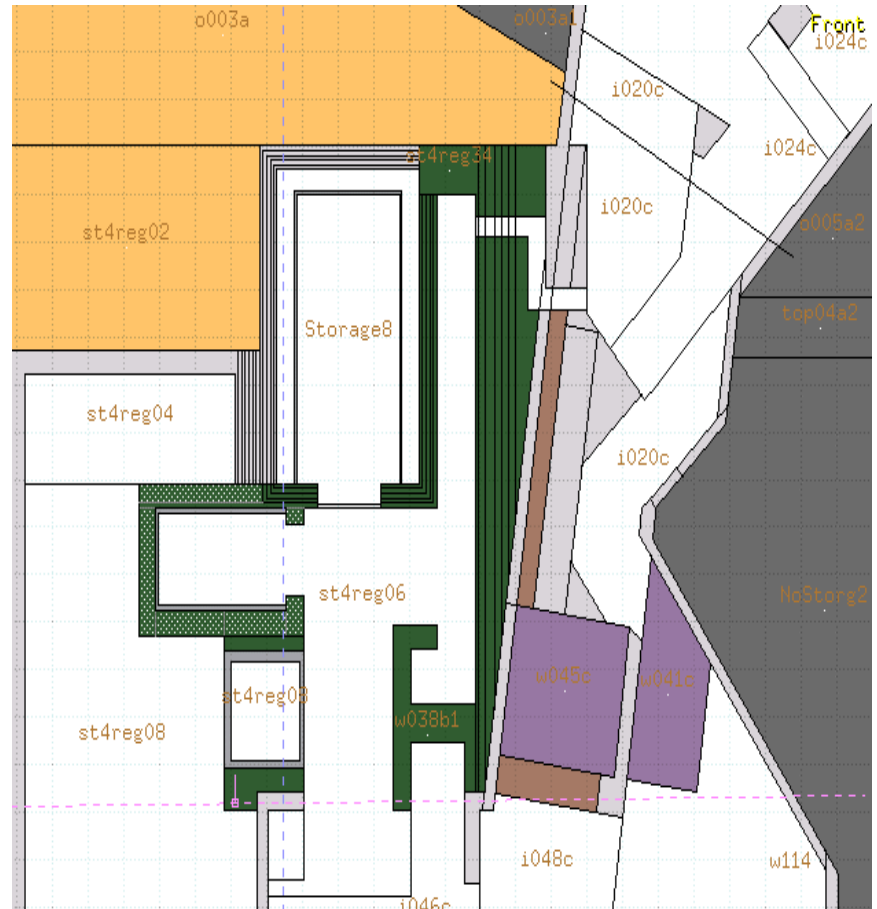 o003a
o003a1
Front
i024c
i020c
i024c
st4reg34
i020c
st4reg02
o005a2
top04a2
Storage8
st4reg04
i020c
st4reg06
NoStorg2
w045c
w041c
w038b1
st4reg08
i048c
w114
i046c